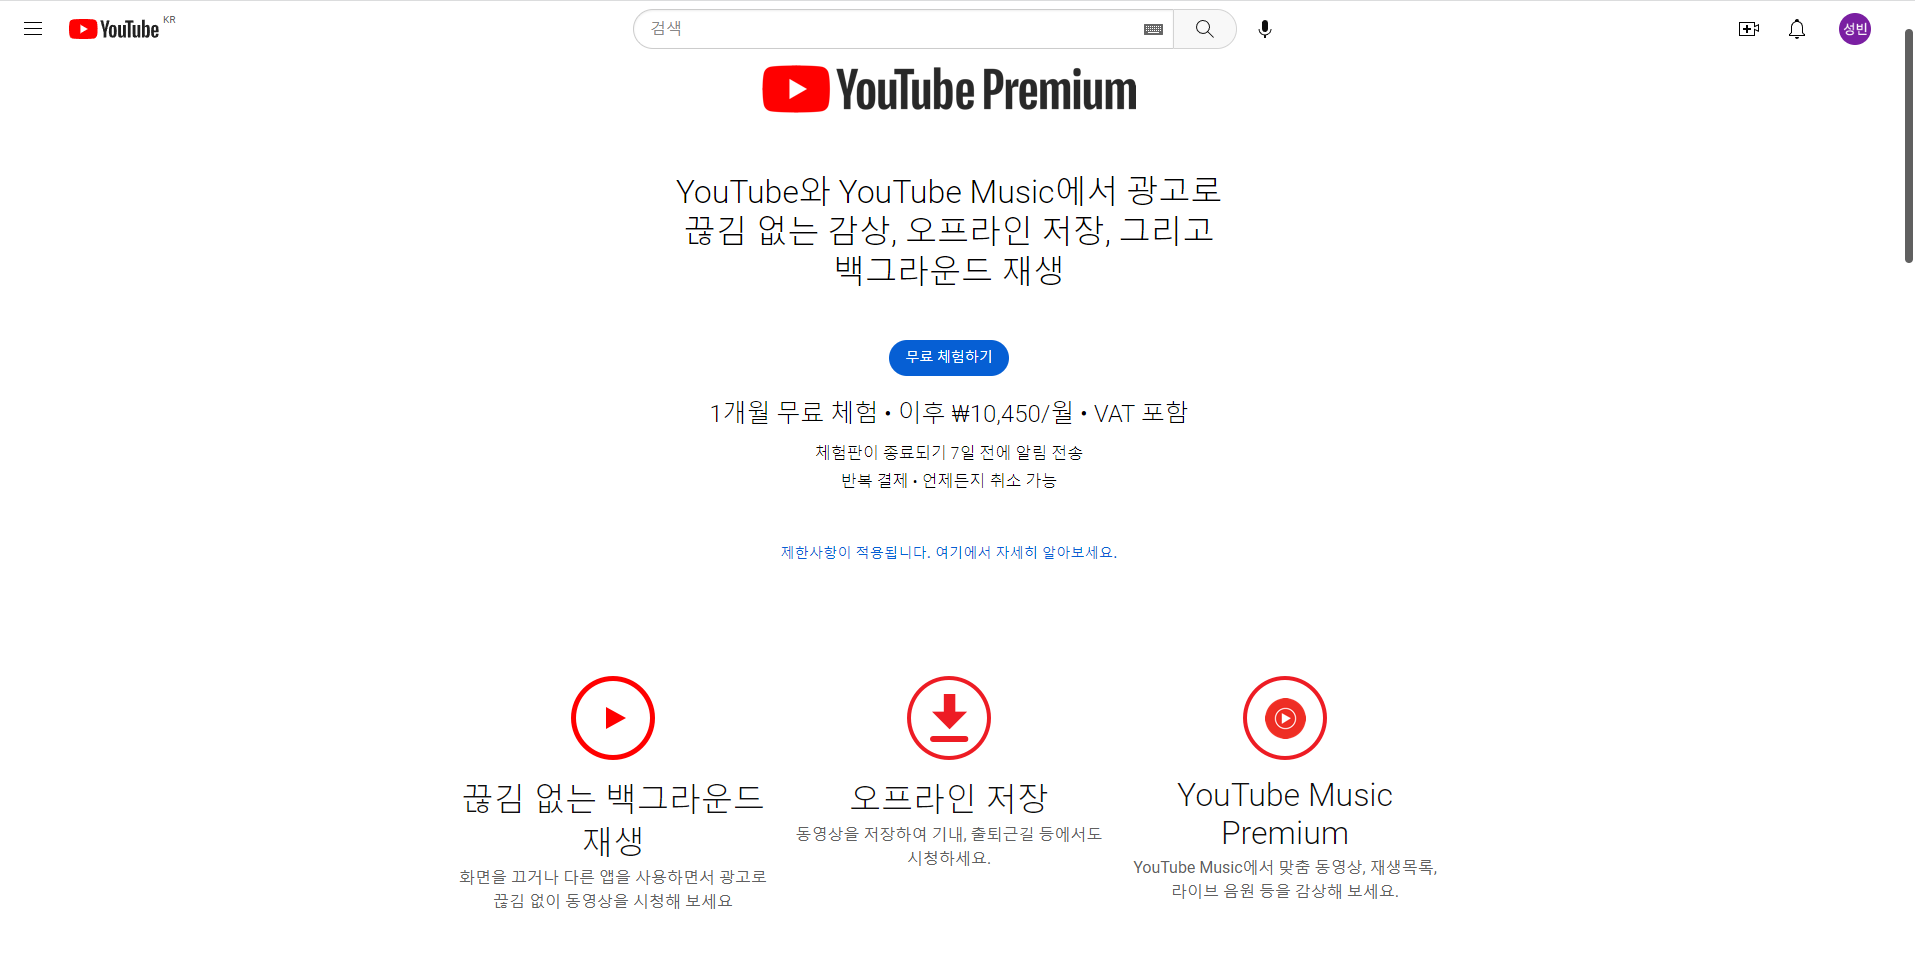 YouTube KR
검색
성빈
YouTube Premium
YouTube와 YouTube Music에서 광고로
끊김 없는 감상, 오프라인 저장, 그리고
백그라운드 재생
무료 체험하기
1개월 무료 체험 • 이후 ₩10,450/월 • VAT 포함
체험판이 종료되기 7일 전에 알림 전송
반복 결제 • 언제든지 취소 가능
제한사항이 적용됩니다. 여기에서 자세히 알아보세요.
끊김 없는 백그라운드
재생
화면을 끄거나 다른 앱을 사용하면서 광고로
끊김 없이 동영상을 시청해 보세요
오프라인 저장
동영상을 저장하여 기내, 출퇴근길 등에서도
시청하세요.
YouTube Music
Premium
YouTube Music에서 맞춤 동영상, 재생목록,
라이브 음원 등을 감상해 보세요.